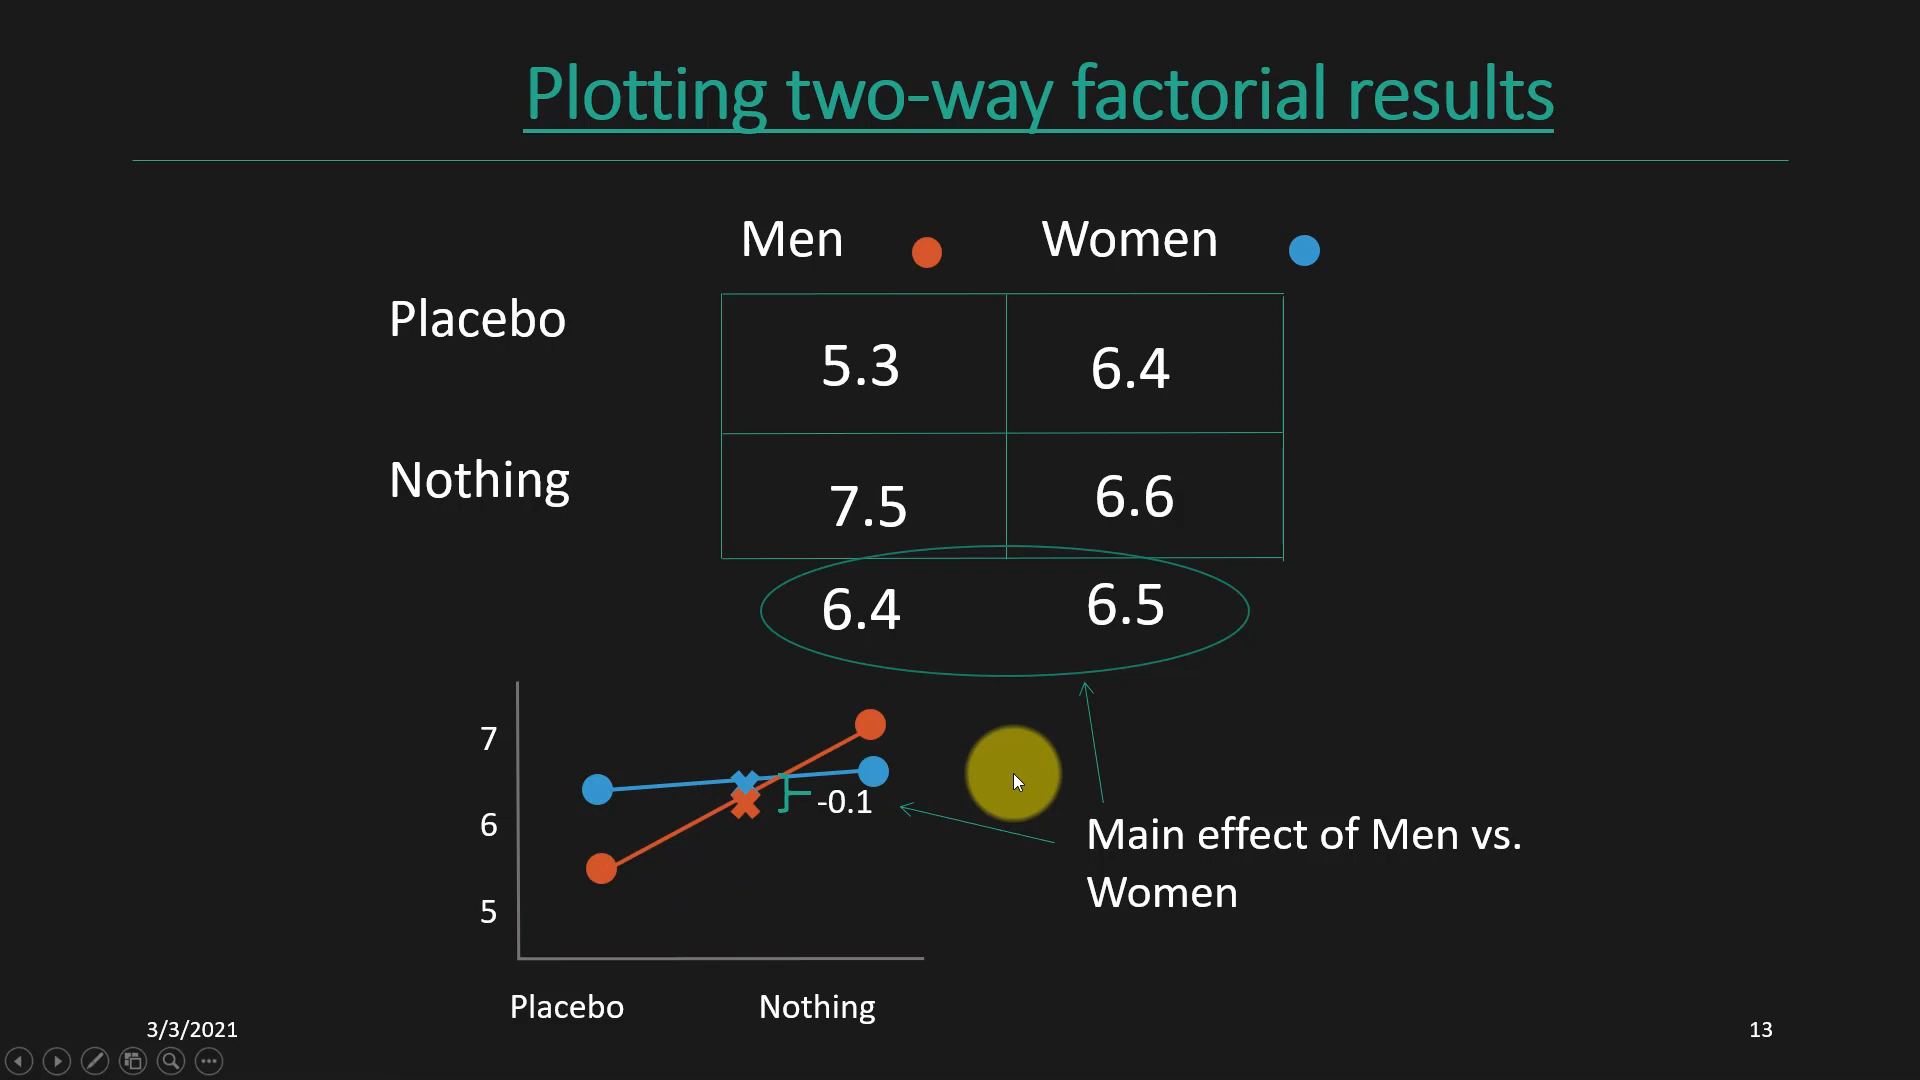 Plotting two-way factorial results
Men Women
Placebo
5.3 6.4
Nothing
7.5 6.6
6.4 6.5
7
6
5
-0.1
Main effect of Men vs.
Women
Placebo Nothing
3/3/2021
13